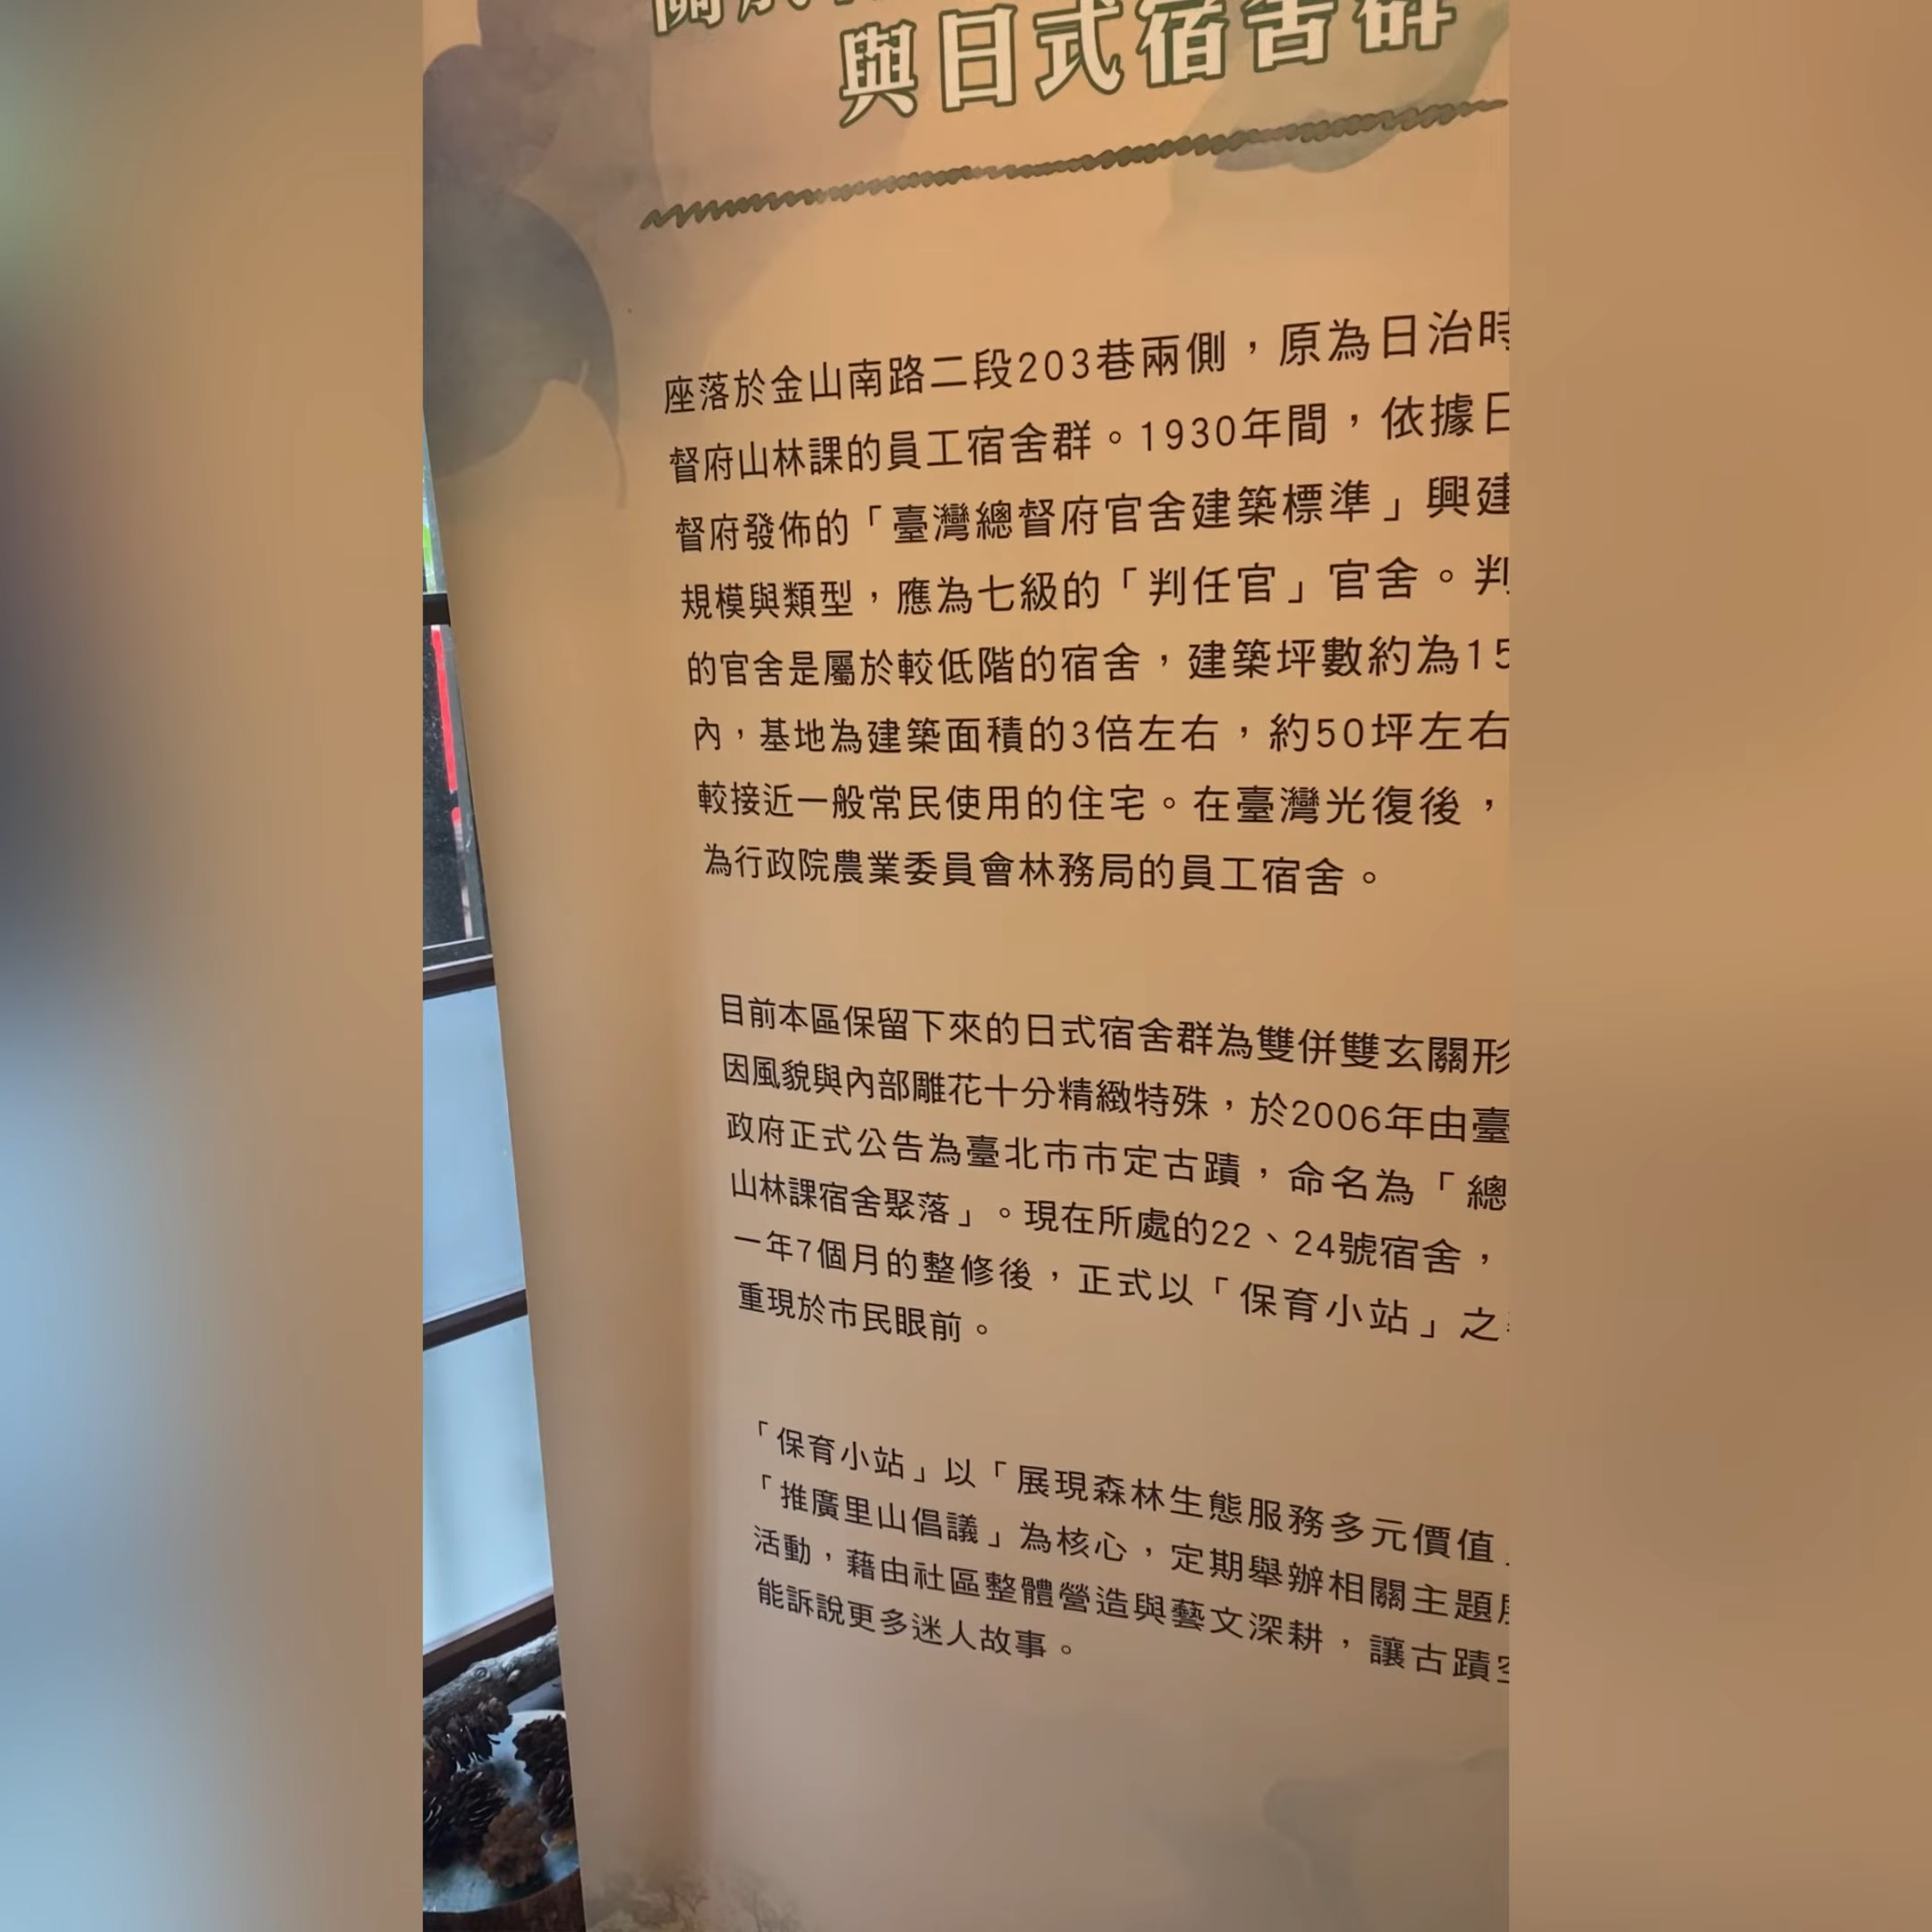 與日式宿舍群
座落於金山南路二段203巷兩側，原為日治時
督府山林課的員工宿舍群。1930年間，依據日
督府發佈的「臺灣總督府官舍建築標準」興建
規模與類型，應為七級的「判任官」官舍。判
的官舍是屬於較低階的宿舍，建築坪數約為15
內，基地為建築面積的3倍左右，約50坪左右
較接近一般常民使用的住宅。在臺灣光復後，
為行政院農業委員會林務局的員工宿舍。
目前本區保留下來的日式宿舍群為雙併雙玄關形
因風貌與內部雕花十分精緻特殊，於2006年由臺
政府正式公告為臺北市市定古蹟，命名為「總
山林課宿舍聚落」。現在所處的22、24號宿舍，
一年7個月的整修後，正式以「保育小站」之
重現於市民眼前。
「保育小站」以「展現森林生態服務多元價值」
「推廣里山倡議」為核心，定期舉辦相關主題
活動，藉由社區整體營造與藝文深耕，讓古蹟
能訴說更多迷人故事。